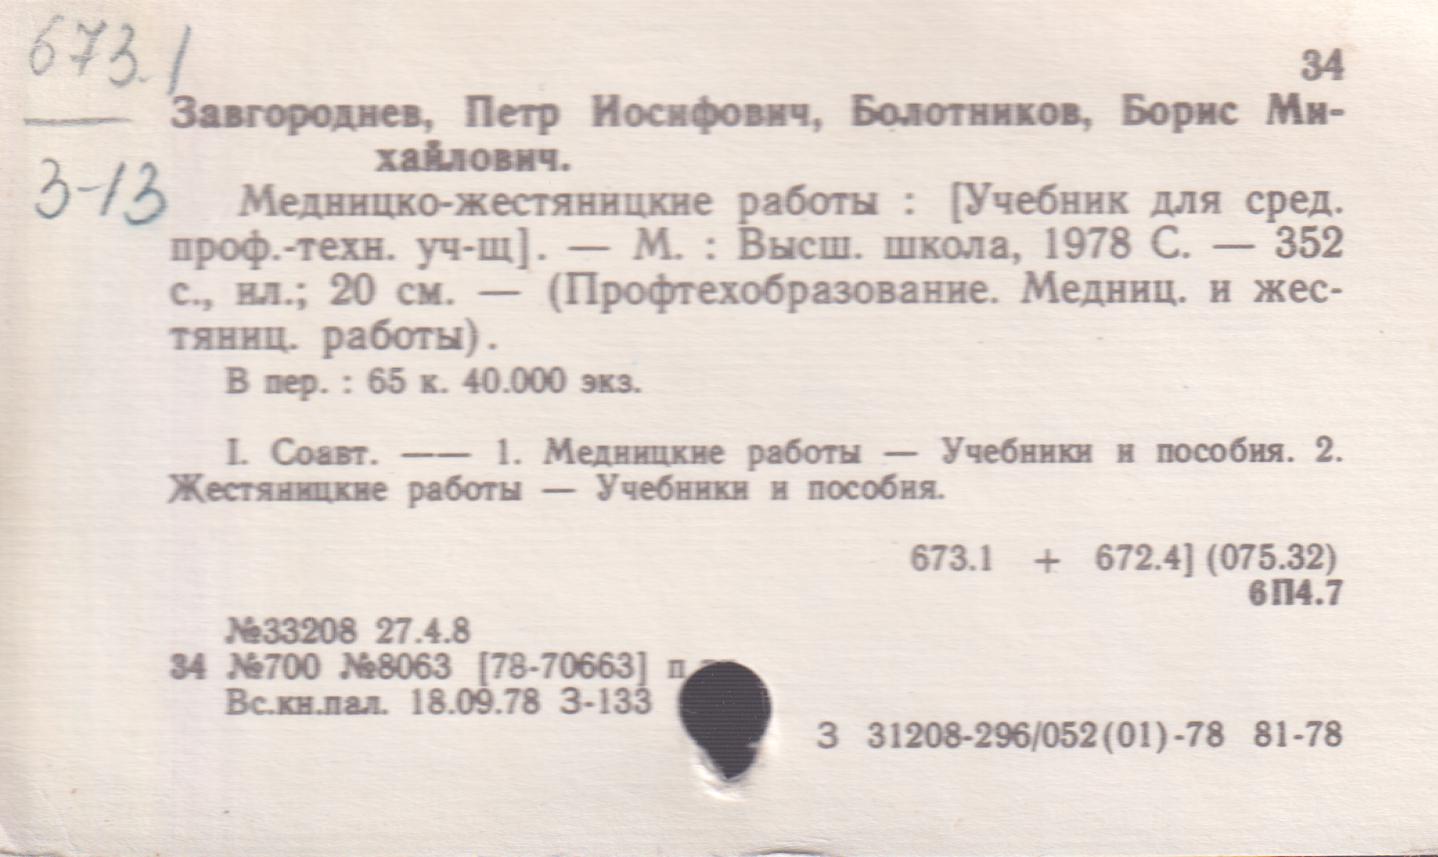 673.1
34
Завгороднев, Петр Иосифович, Болотников, Борис Ми-
хайлович.
З-13
Медницко-жестяницкие работы : [Учебник для сред.
проф.-техн. уч-щ]. — М. : Высш. школа, 1978 С. — 352
с., ил.; 20 см. — (Профтехобразование. Медниц. и жес-
тяниц. работы).
В пер. : 65 к. 40.000 экз.
I. Соавт. —— 1. Медницкие работы — Учебники и пособия. 2.
Жестяницкие работы — Учебники и пособия.
673.1 + 672.4] (075.32)
6П4.7
№33208 27.4.8
34 №700 №8063 [78-70663] п
Вс.кн.пал. 18.09.78 З-133
З 31208-296/052(01)-78 81-78